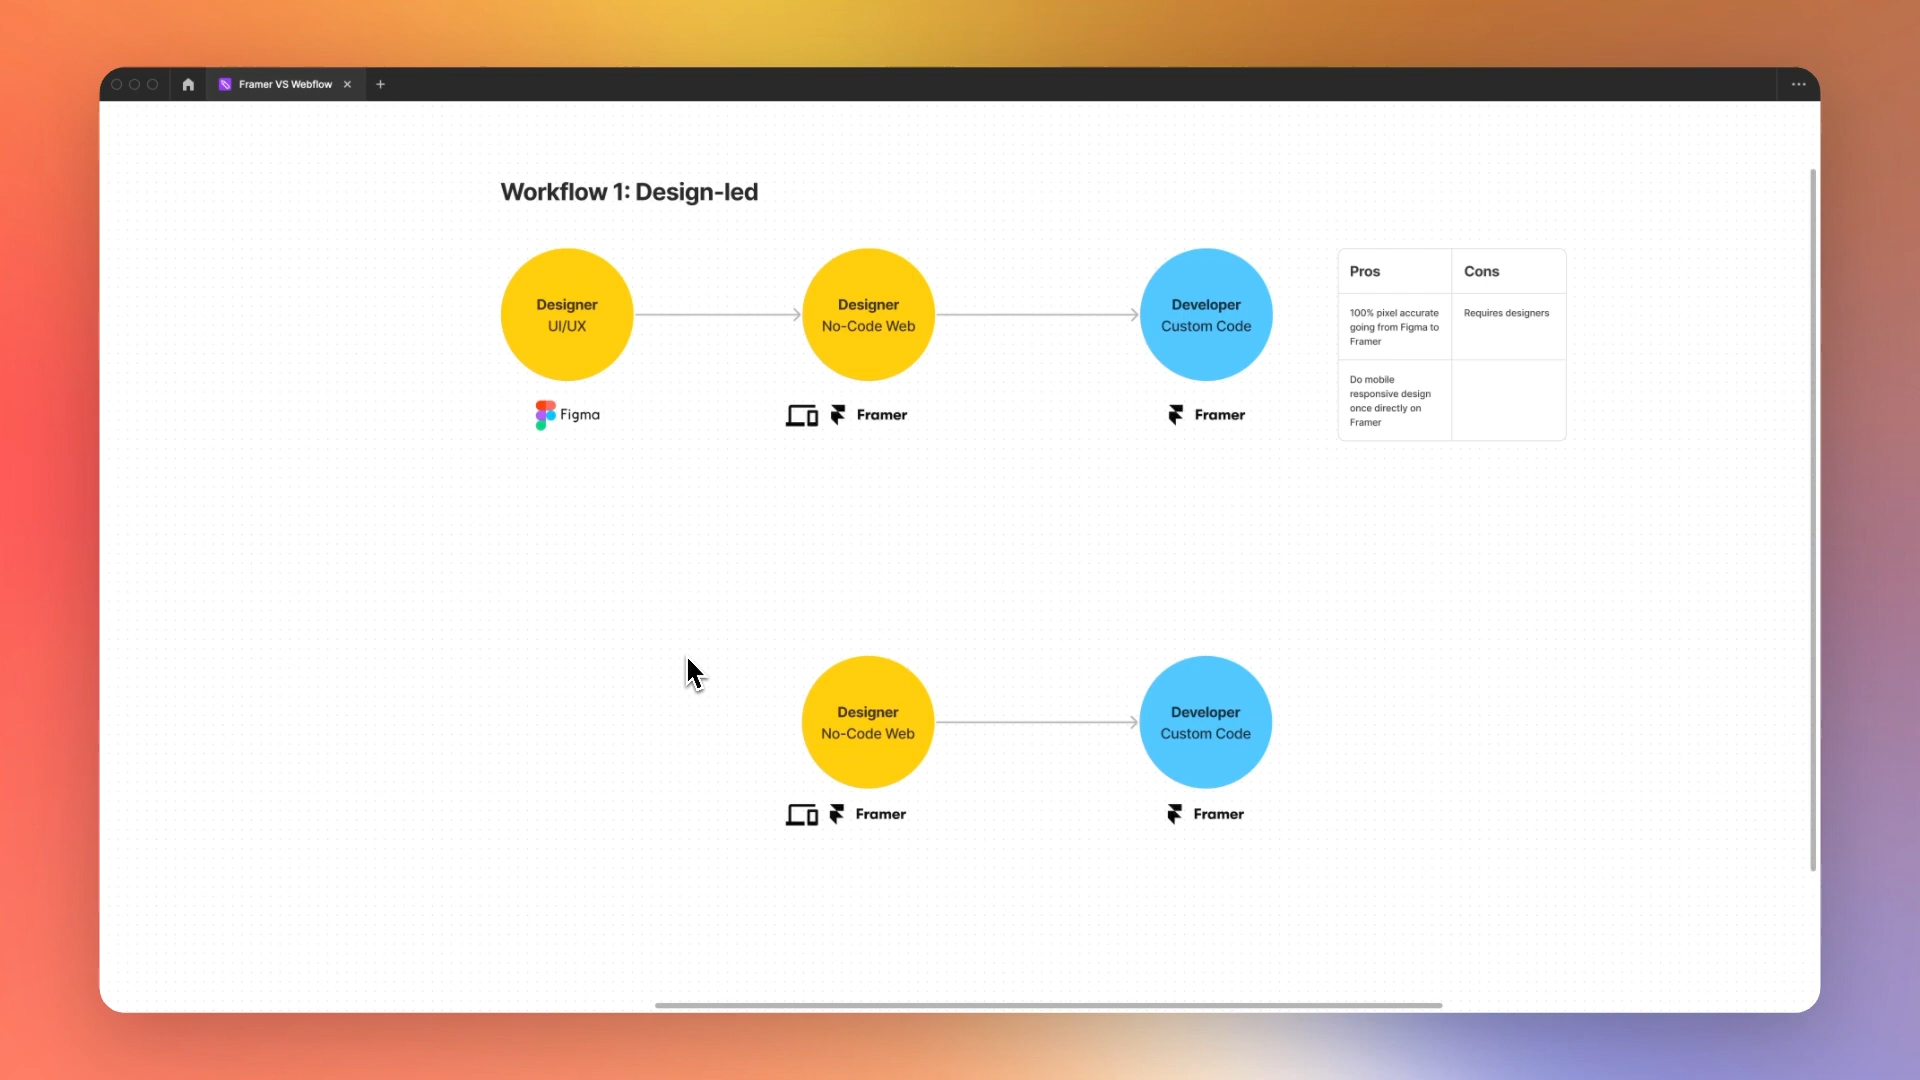 Framer VS Webflow
Workflow 1: Design-led
Designer
UI/UX
Figma
Designer
No-Code Web
Framer
Developer
Custom Code
Framer
Pros
Cons
100% pixel accurate
going from Figma to
Framer
Requires designers
Do mobile
responsive design
once directly on
Framer
Designer
No-Code Web
Framer
Developer
Custom Code
Framer